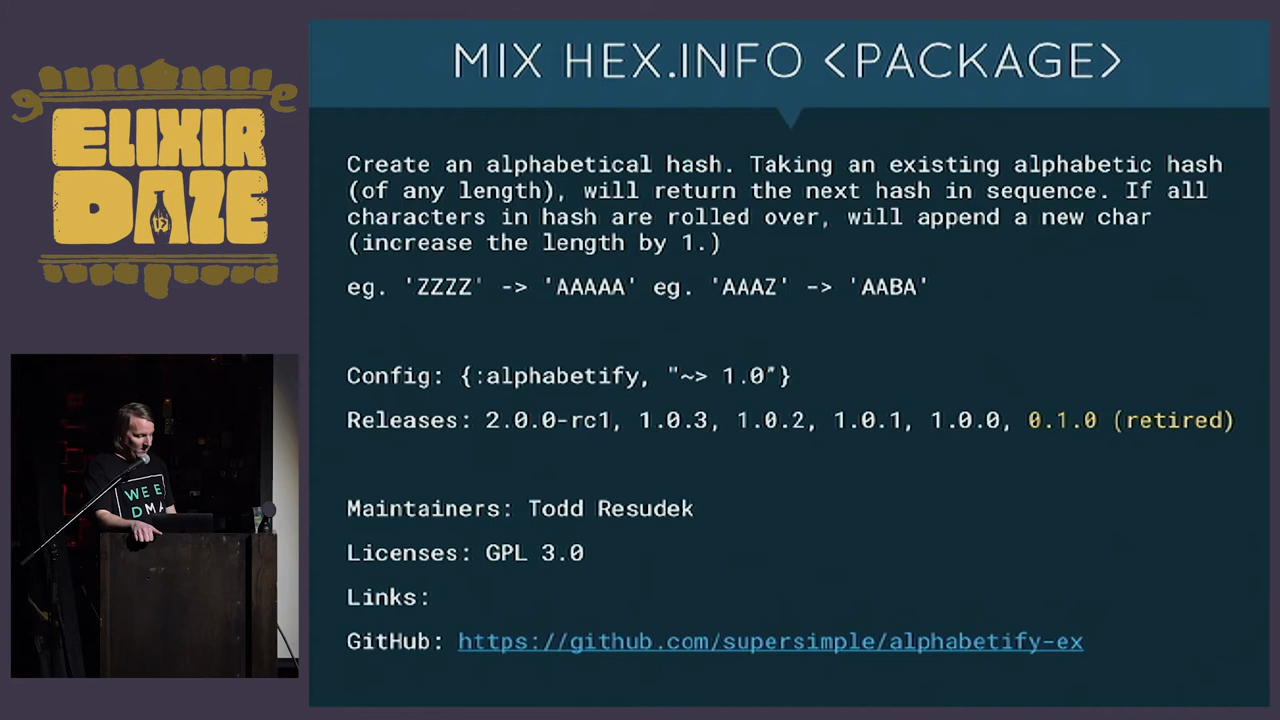 ELIXIR
DAZE
MIX HEX.INFO <PACKAGE>
Create an alphabetical hash. Taking an existing alphabetic hash
(of any length), will return the next hash in sequence. If all
characters in hash are rolled over, will append a new char
(increase the length by 1.)
eg. 'ZZZZ' -> 'AAAAA' eg. 'AAAZ' -> 'AABA'
Config: {:alphabetify, "~> 1.0”}
Releases: 2.0.0-rc1, 1.0.3, 1.0.2, 1.0.1, 1.0.0, 0.1.0 (retired)
Maintainers: Todd Resudek
Licenses: GPL 3.0
Links:
GitHub: https://github.com/supersimple/alphabetify-ex
WEE
DMA